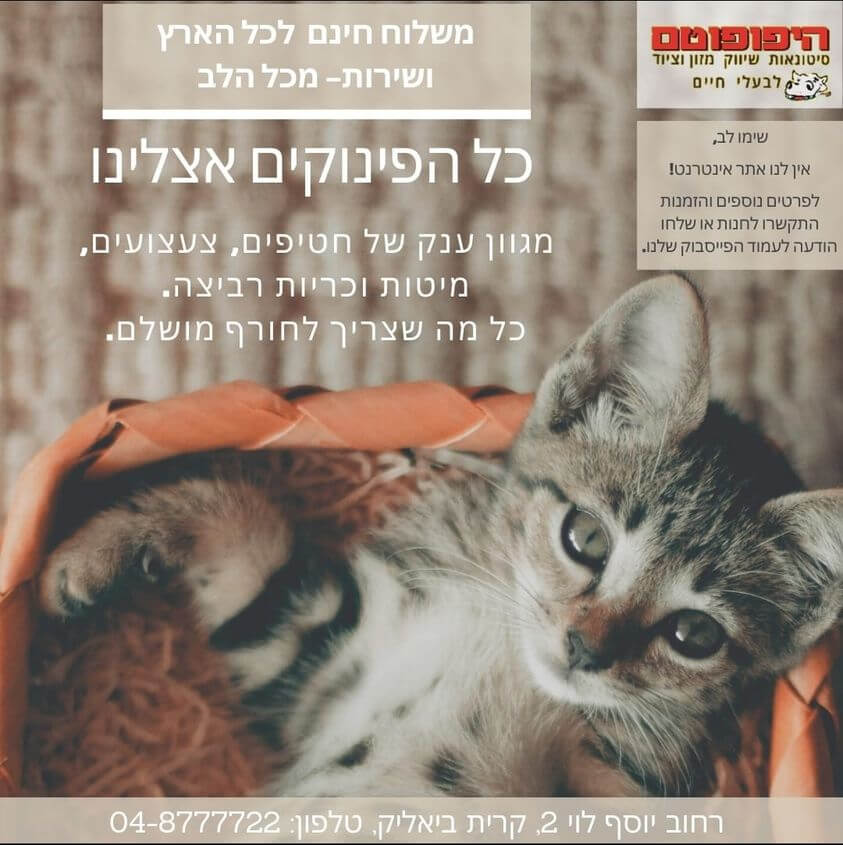 משלוח חינם לכל הארץ
ושירות- מכל הלב
היפופוטם
סיטונאות שיווק מזון וציוד
לבעלי חיים
שימו לב,
אין לנו אתר אינטרנט!
לפרטים נוספים והזמנות
התקשרו לחנות או שלחו
הודעה לעמוד הפייסבוק שלנו.
כל הפינוקים אצלינו
מגוון ענק של חטיפים, צעצועים,
מיטות וכריות רביצה.
כל מה שצריך לחורף מושלם.
רחוב יוסף לוי 2, קרית ביאליק, טלפון: 04-8777722